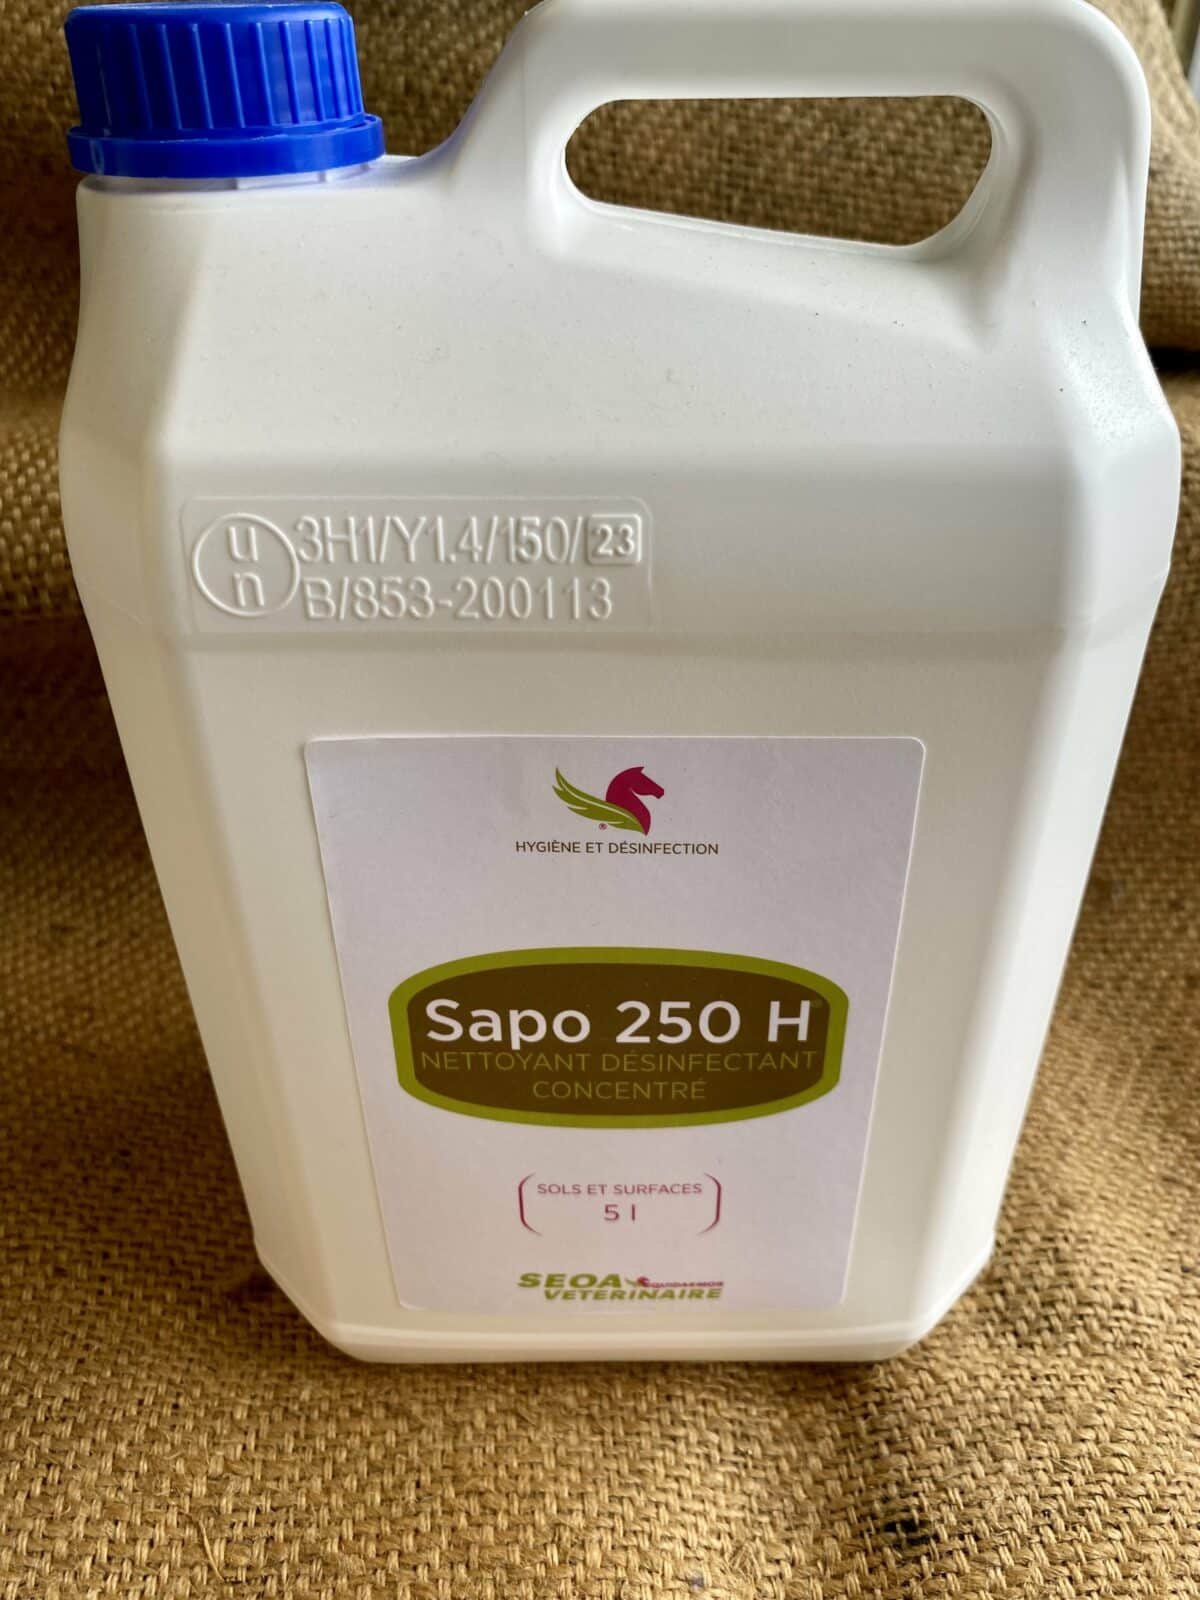 un 3H1/Y1.4/150/23
B/853-200113
®
HYGIÈNE ET DÉSINFECTION
Sapo 250 H
NETTOYANT DÉSINFECTANT
CONCENTRÉ
SOLS ET SURFACES
5 l
SEOA
VETERINAIRE